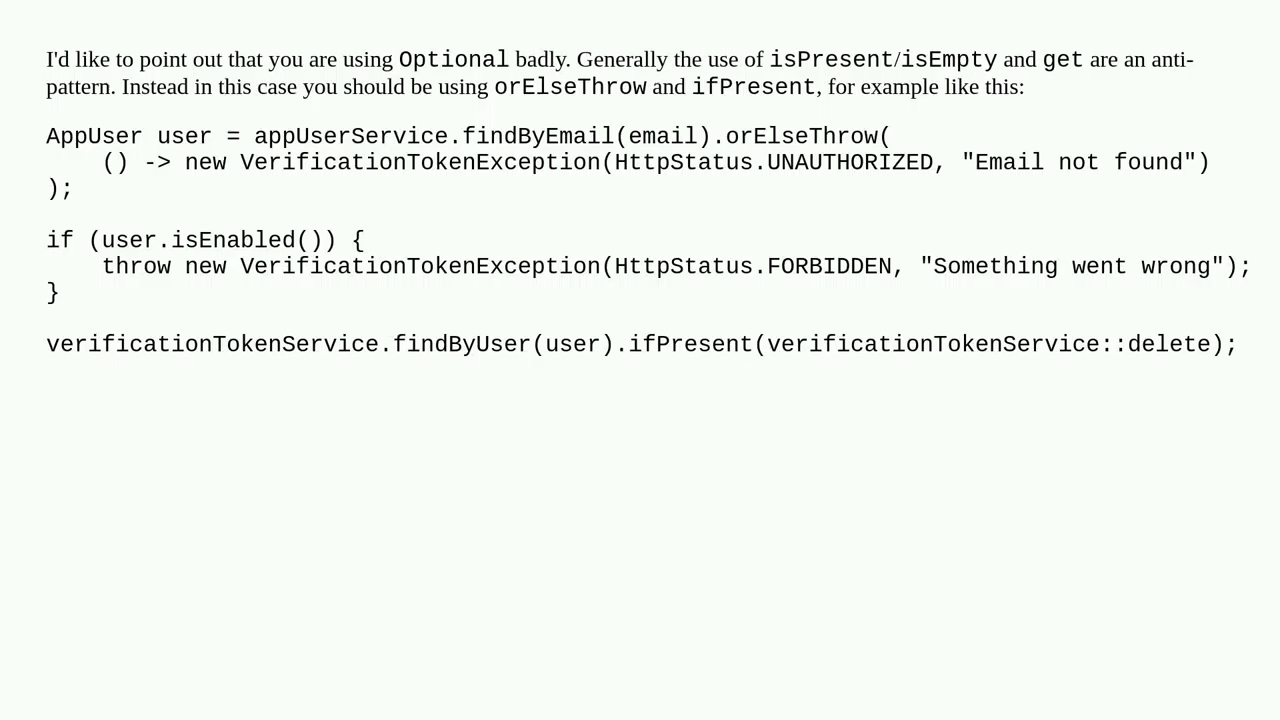 I'd like to point out that you are using Optional badly. Generally the use of isPresent/isEmpty and get are an anti-
pattern. Instead in this case you should be using orElseThrow and ifPresent, for example like this:
AppUser user = appUserService.findByEmail(email).orElseThrow(
    () -> new VerificationTokenException(HttpStatus.UNAUTHORIZED, "Email not found")
);
if (user.isEnabled()) {
    throw new VerificationTokenException(HttpStatus.FORBIDDEN, "Something went wrong");
}
verificationTokenService.findByUser(user).ifPresent(verificationTokenService::delete);